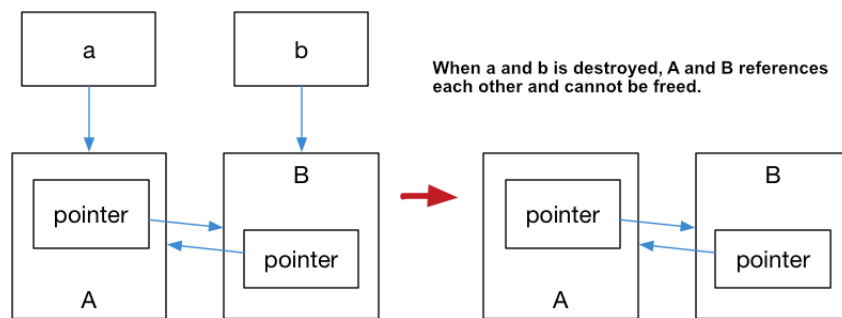 a
b
When a and b is destroyed, A and B references
each other and cannot be freed.
B
pointer
pointer
A
B
pointer
pointer
A